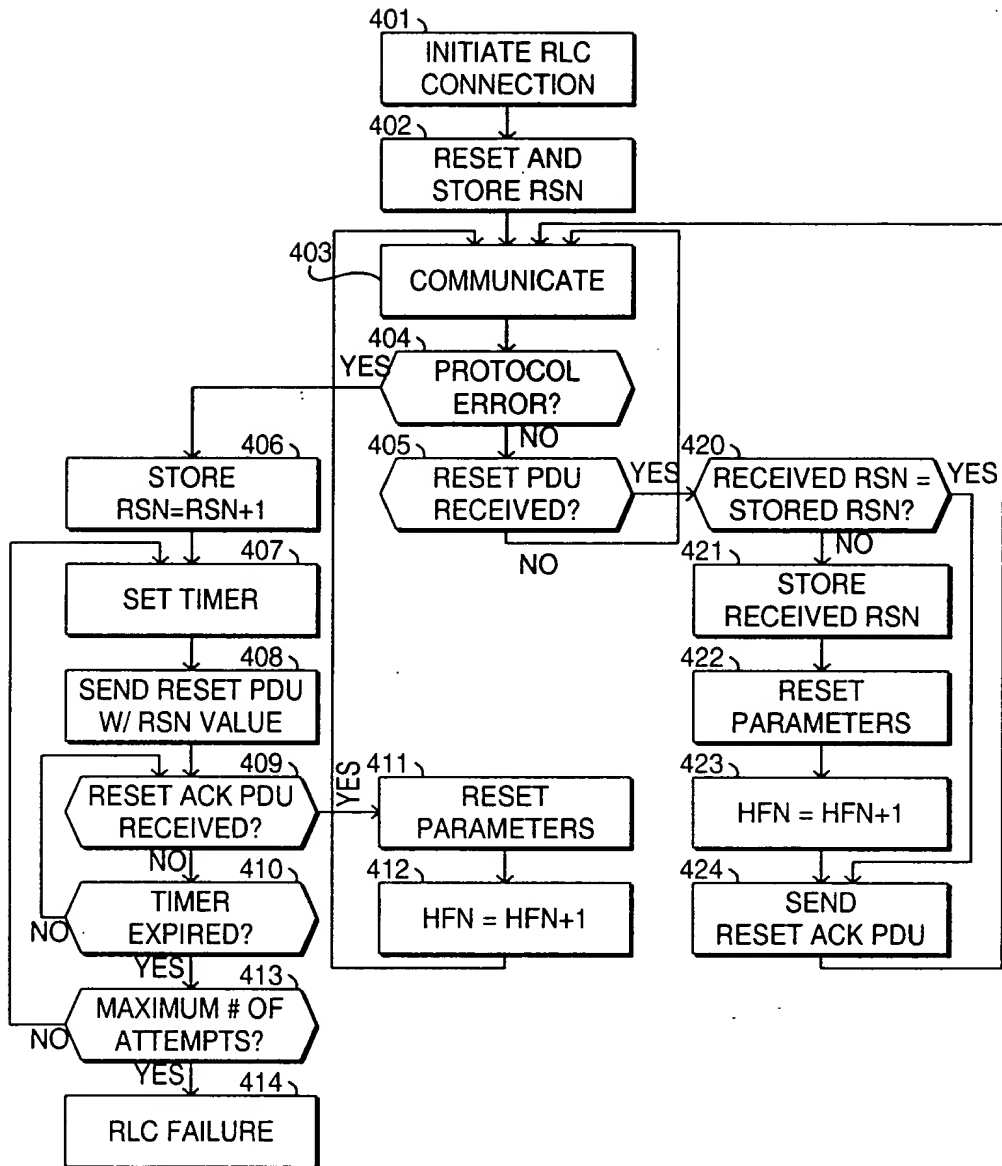 401
INITIATE RLC
CONNECTION
402
RESET AND
STORE RSN
403
COMMUNICATE
404
YES
PROTOCOL
ERROR?
NO
405
RESET PDU
RECEIVED?
YES
NO
420
RECEIVED RSN =
STORED RSN?
YES
NO
406
STORE
RSN=RSN+1
407
SET TIMER
408
SEND RESET PDU
W/ RSN VALUE
409
RESET ACK PDU
RECEIVED?
YES
NO
410
TIMER
EXPIRED?
NO
YES
413
MAXIMUM # OF
ATTEMPTS?
NO
YES
414
RLC FAILURE
411
RESET
PARAMETERS
412
HFN = HFN+1
421
STORE
RECEIVED RSN
422
RESET
PARAMETERS
423
HFN = HFN+1
424
SEND
RESET ACK PDU